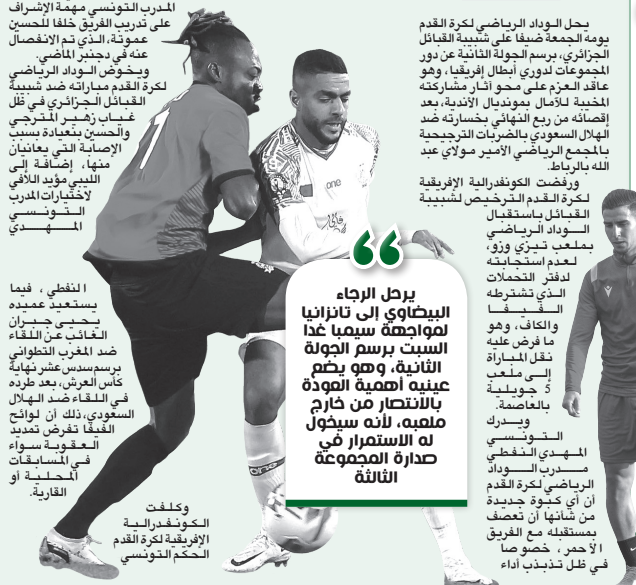 يحل الوداد الرياضي لكرة القدم
يومه الجمعة ضيفا على شبيبة القبائل
الجزائري، برسم الجولة الثانية عن دور
المجموعات لدوري أبطال إفريقيا، وهو
عاقد العزم على محو آثار مشاركته
المخيبة للآمال بمونديال الأندية، بعد
إقصائه من ربع النهائي بخسارته ضد
الهلال السعودي بالضربات الترجيحية
بالمجمع الرياضي الأمير مولاي عبد
الله بالرباط.
ورفضت الكونفدرالية الإفريقية
لكرة القدم الترخيص لشبيبة
القبائل باستقبال
الوداد الرياضي
بملعب تيزي وزو،
لعدم استجابته
لدفتر التحملات
الذي تشترطه
الفيفا
والكاف، وهو
ما فرض عليه
نقل المباراة
إلى ملعب
5 جويلية
بالعاصمة.
ويدرك
التونسي
المهدي النفطي
مدرب الوداد
الرياضي لكرة القدم
أن أي كبوة جديدة
من شأنها أن تعصف
بمستقبله مع الفريق
الأحمر، خصوصا
في ظل تذبذب أداء
المدرب التونسي مهمة الإشراف
على تدريب الفريق خلفا للحسين
عموتة، الذي تم الانفصال
عنه في دجنبر الماضي.
ويخوض الوداد الرياضي
لكرة القدم مباراته ضد شبيبة
القبائل الجزائري في ظل
غياب زهير المترجي
والحسين بنعيادة بسبب
الإصابة التي يعانيان
منها، إضافة إلى
الليبي مؤيد اللافي
لاختيارات المدرب
التونسي
المهدي
النفطي، فيما
يستعيد عميده
يحيى جبران
الغائب عن اللقاء
ضد المغرب التطواني
برسم سدس عشر نهاية
كأس العرش، بعد طرده
في اللقاء ضد الهلال
السعودي، ذلك أن لوائح
الفيفا تفرض تمديد
العقوبة سواء
في المسابقات
المحلية أو
القارية.
وكلفت
الكونفدرالية
الإفريقية لكرة القدم
الحكم التونسي
يرحل الرجاء
البيضاوي إلى تانزانيا
لمواجهة سيمبا غدا
السبت برسم الجولة
الثانية، وهو يضع
عينيه أهمية العودة
بالانتصار من خارج
ملعبه، لأنه سيخول
له الاستمرار في
صدارة المجموعة
الثالثة
one
1
one